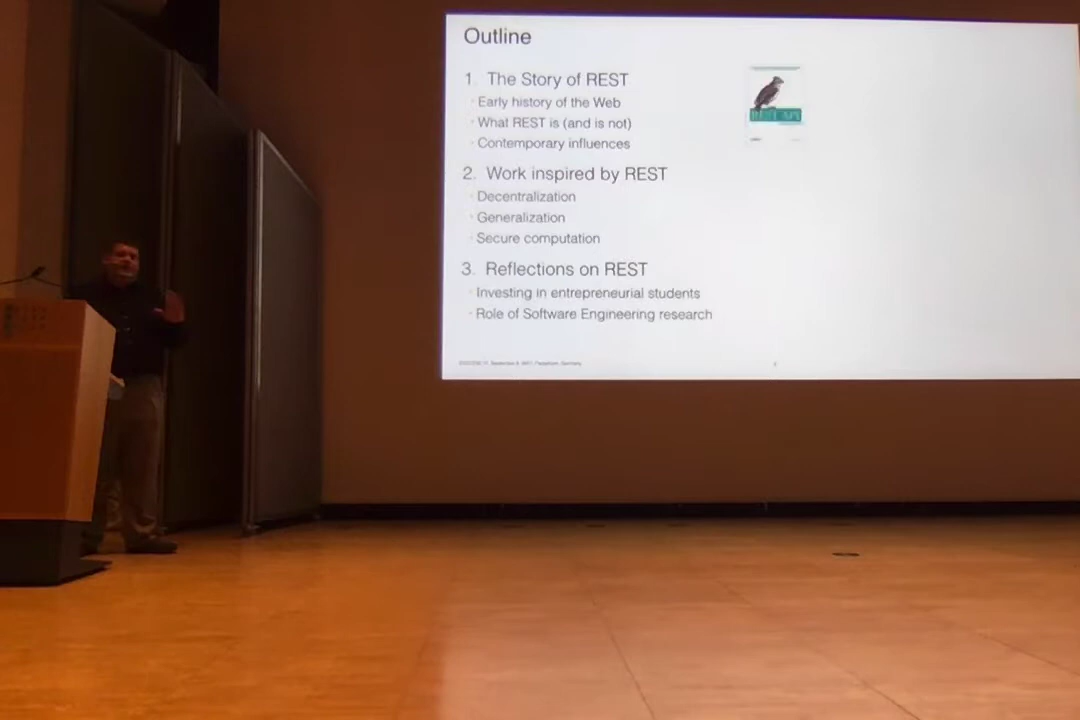 Outline
1. The Story of REST
· Early history of the Web
· What REST is (and is not)
· Contemporary influences
REST API
2. Work inspired by REST
· Decentralization
· Generalization
· Secure computation
3. Reflections on REST
· Investing in entrepreneurial students
· Role of Software Engineering research